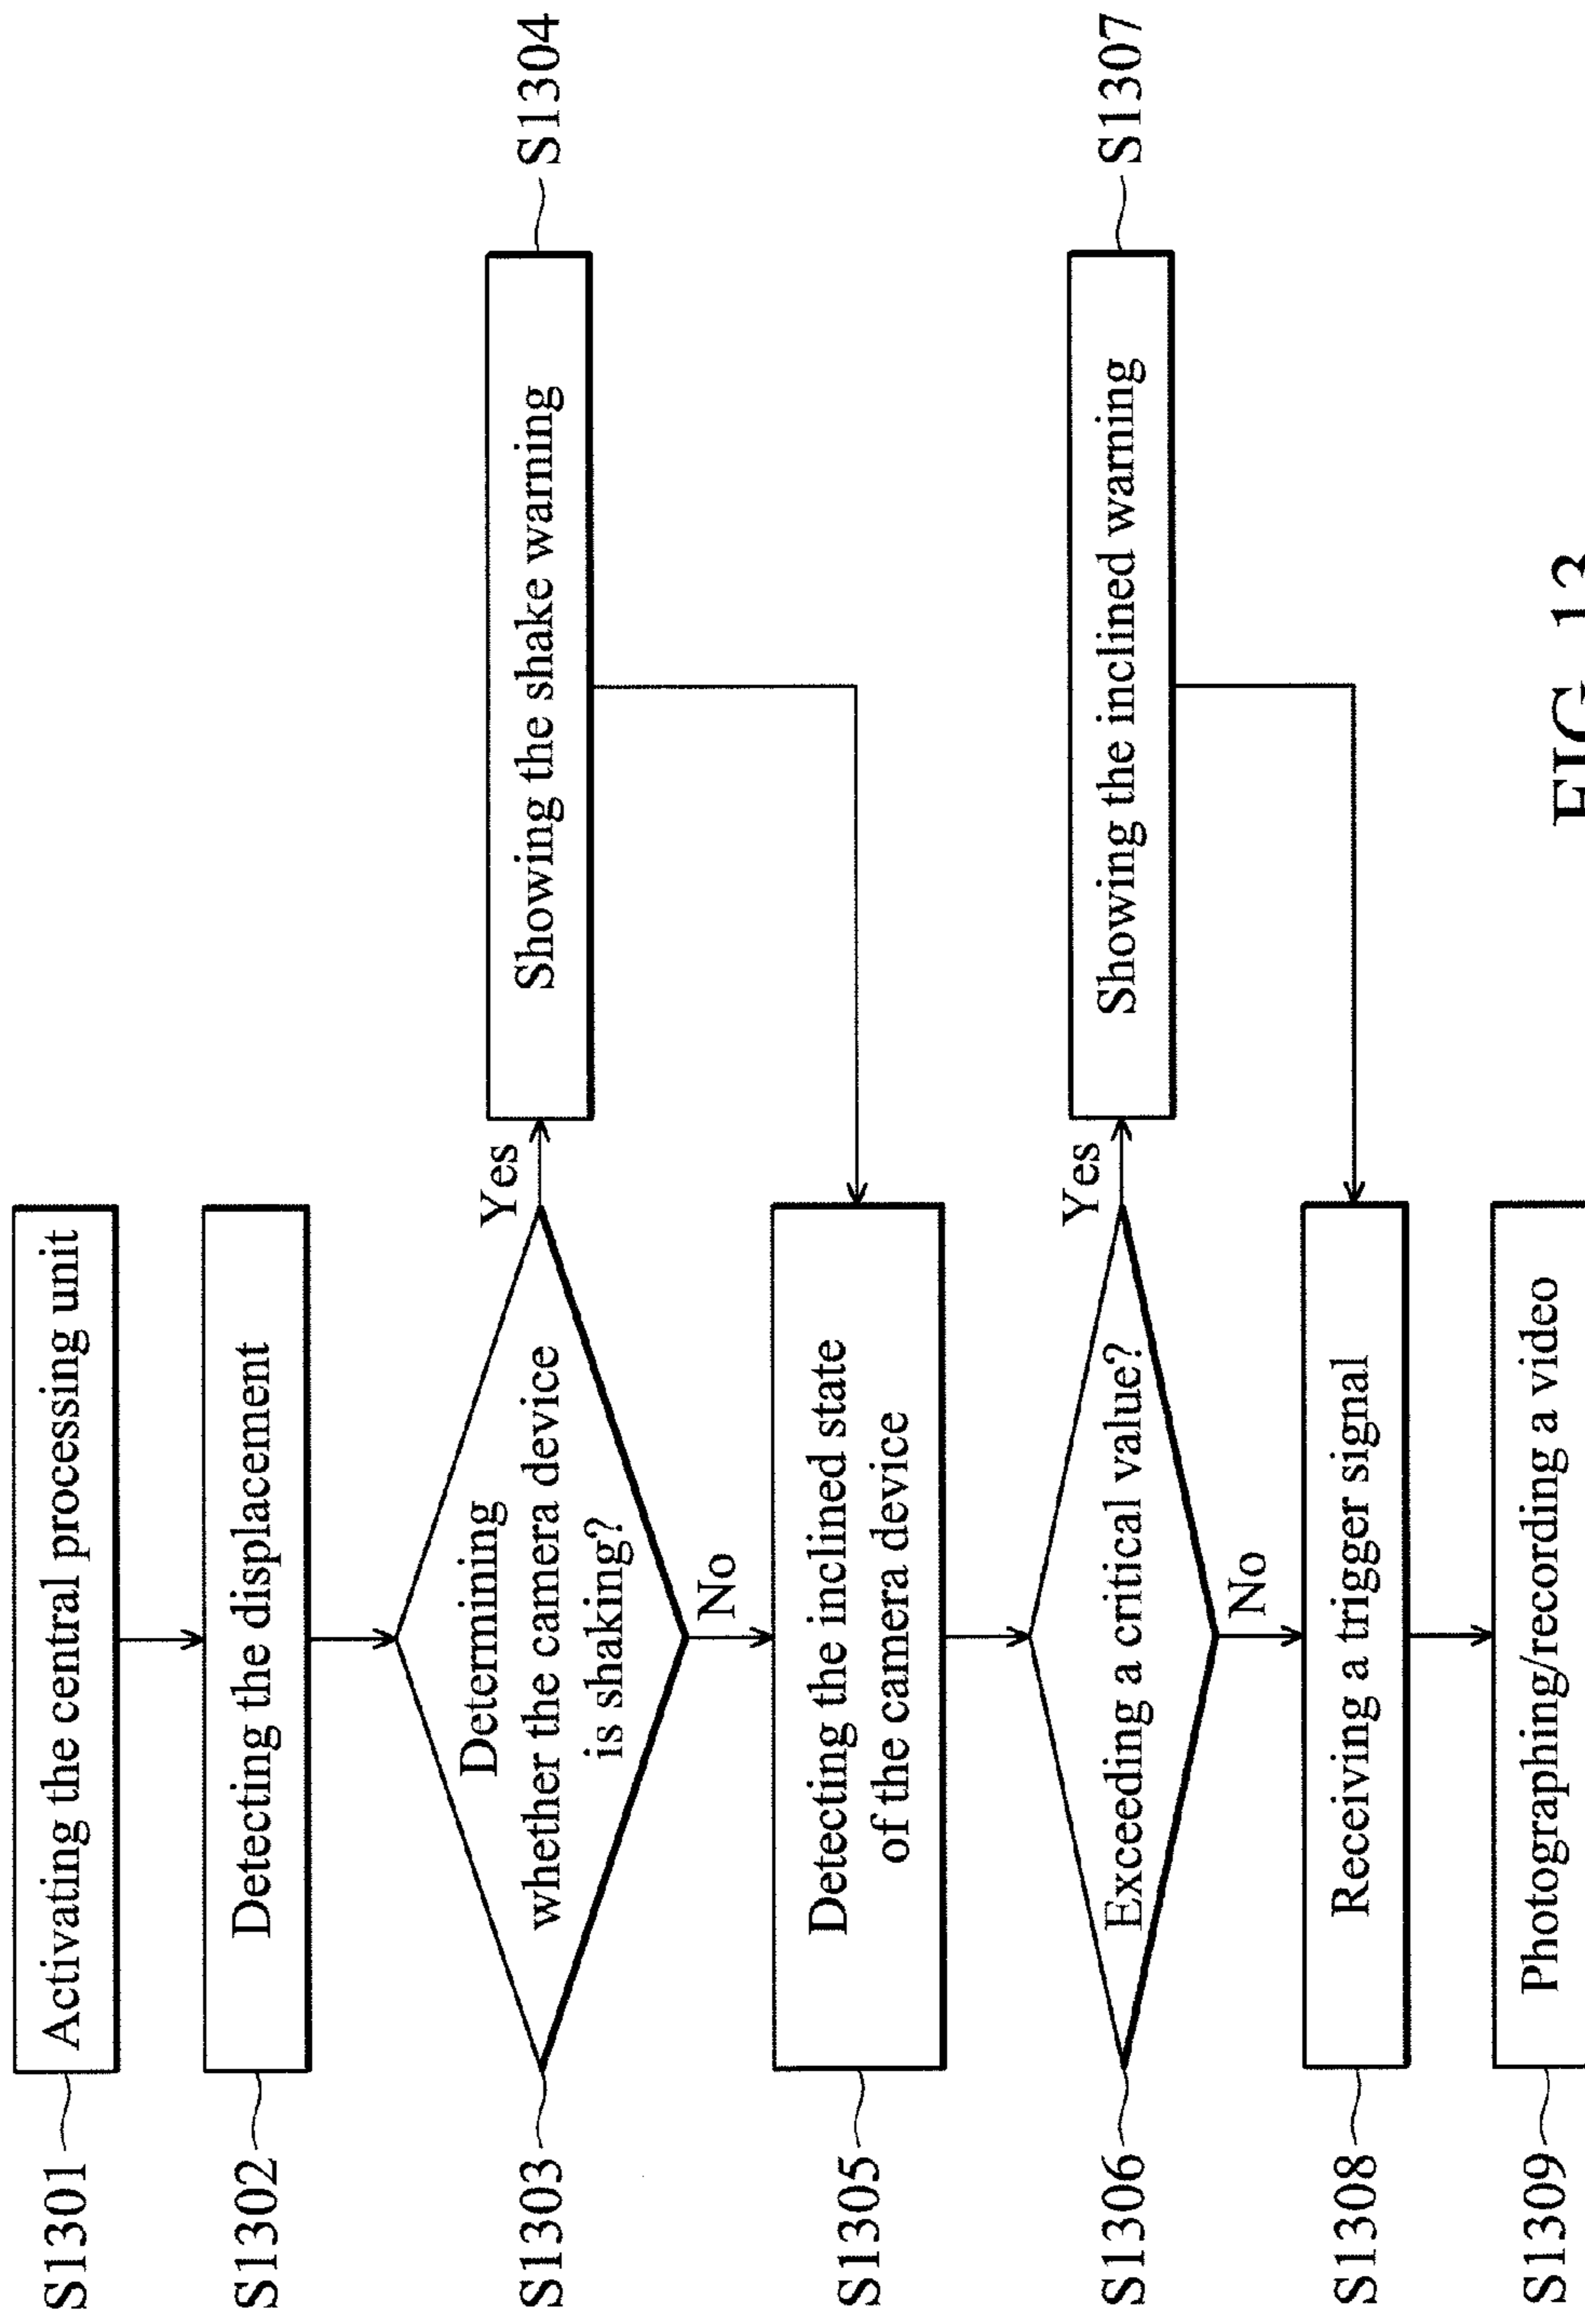 S1301
Activating the central processing unit
S1302
Detecting the displacement
S1303
Determining
whether the camera device
is shaking?
Yes
Showing the shake warning
S1304
No
S1305
Detecting the inclined state
of the camera device
S1306
Exceeding a critical value?
Yes
Showing the inclined warning
S1307
No
S1308
Receiving a trigger signal
S1309
Photographing/recording a video
FIG. 13